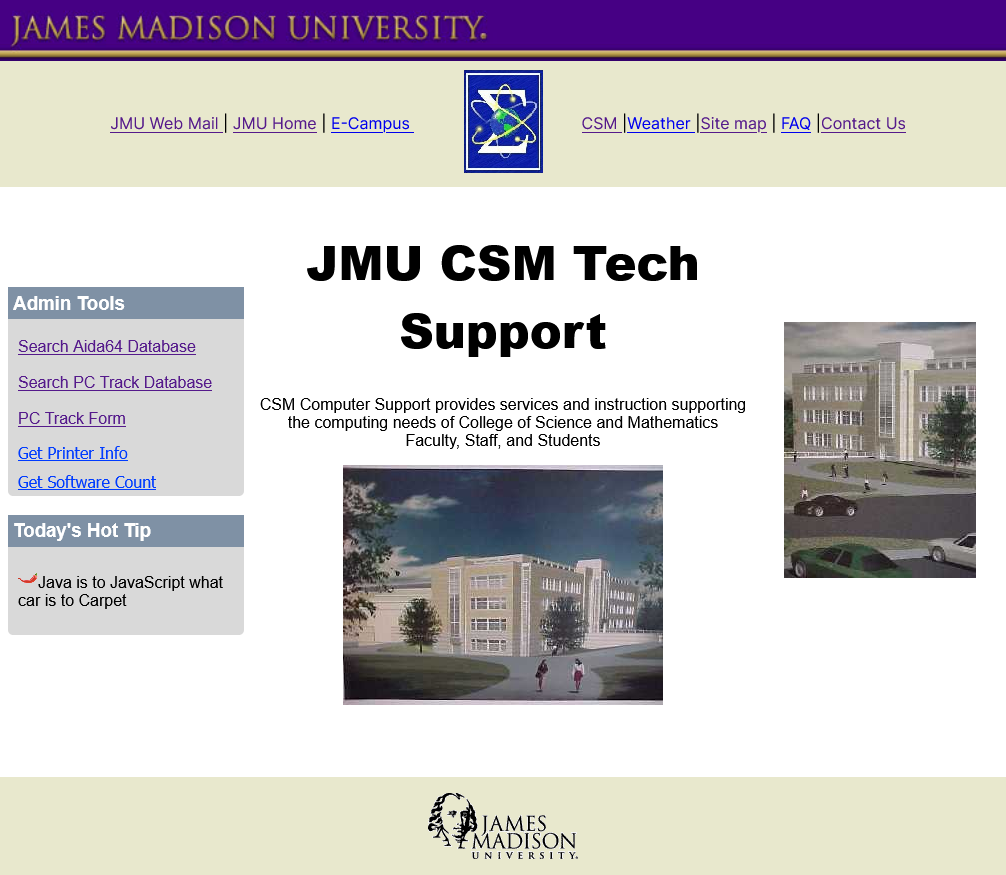 JAMES MADISON UNIVERSITY.
JMU Web Mail | JMU Home | E-Campus
Σ
CSM |Weather |Site map | FAQ |Contact Us
JMU CSM Tech
Support
Admin Tools
Search Aida64 Database
Search PC Track Database
PC Track Form
Get Printer Info
Get Software Count
CSM Computer Support provides services and instruction supporting
the computing needs of College of Science and Mathematics
Faculty, Staff, and Students
Today's Hot Tip
Java is to JavaScript what
car is to Carpet
JAMES
MADISON
UNIVERSITY.